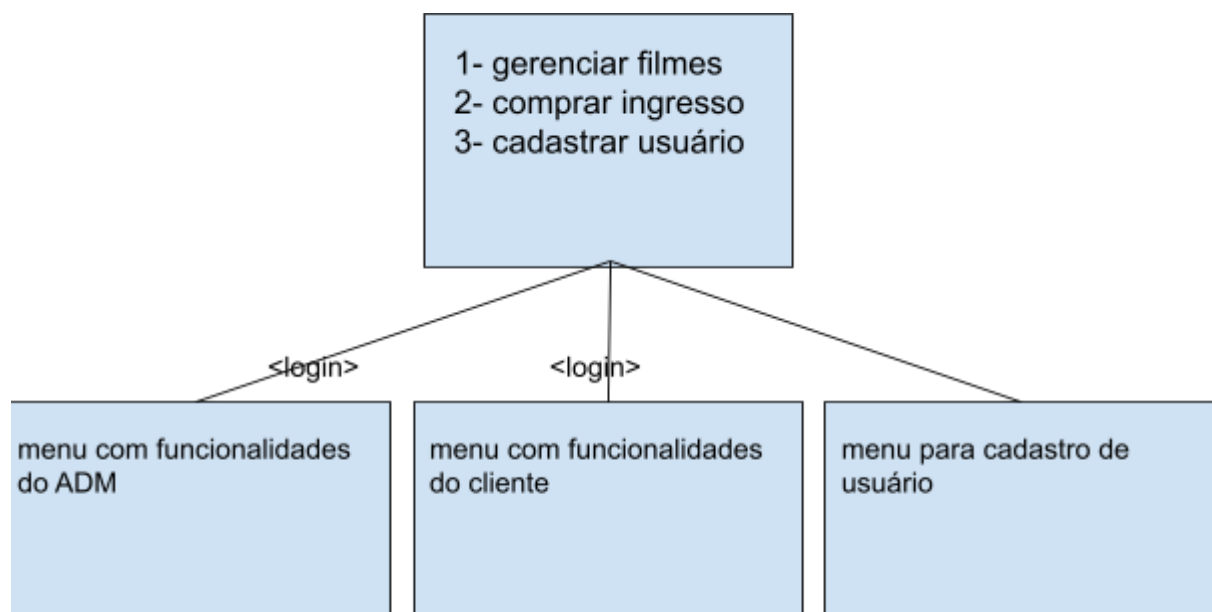 1- gerenciar filmes
2- comprar ingresso
3- cadastrar usuário
<login>
<login>
menu com funcionalidades
do ADM
menu com funcionalidades
do cliente
menu para cadastro de
usuário